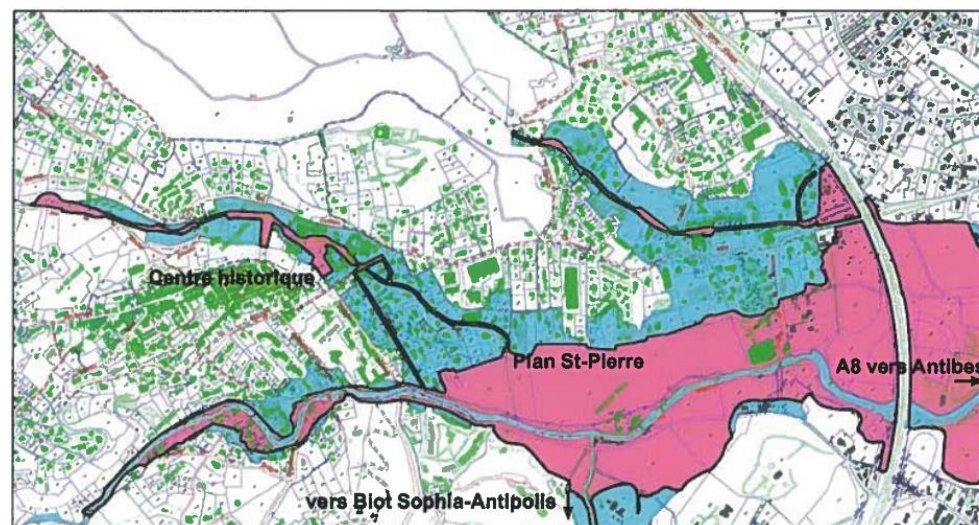 Centre historique
Plan St-Pierre
A8 vers Antibes
vers Biot Sophia-Antipolis